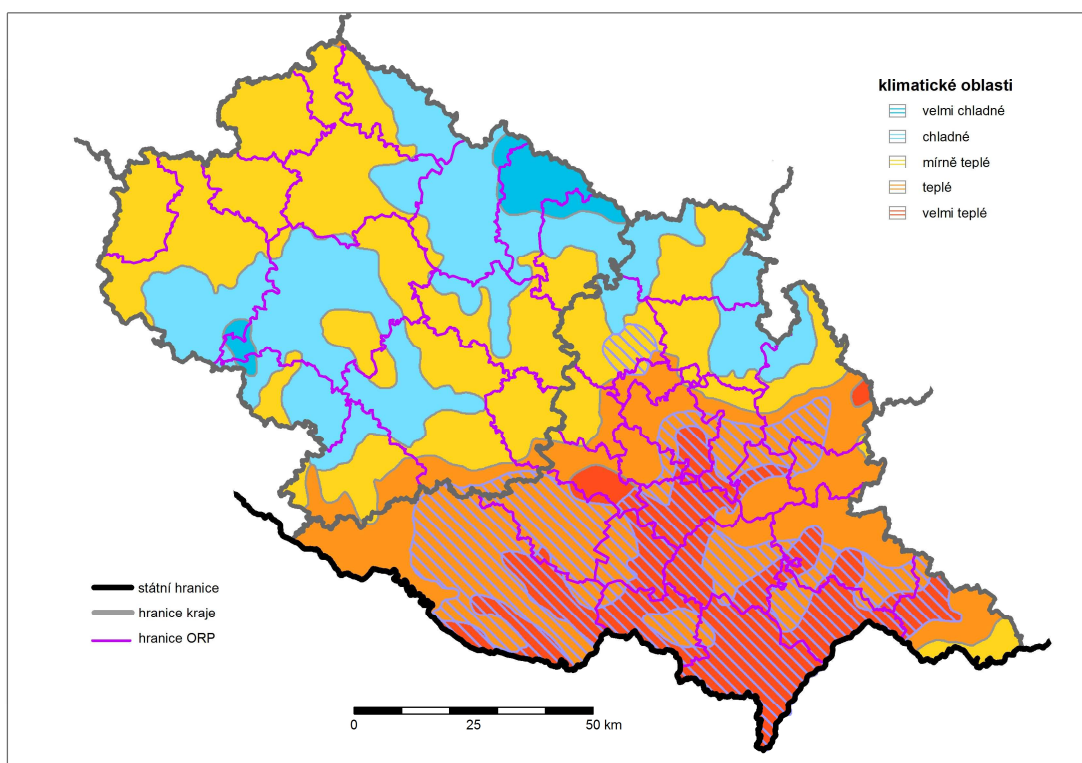 klimatické oblasti
velmi chladné
chladné
mírně teplé
teplé
velmi teplé
státní hranice
hranice kraje
hranice ORP
0 25 50 km